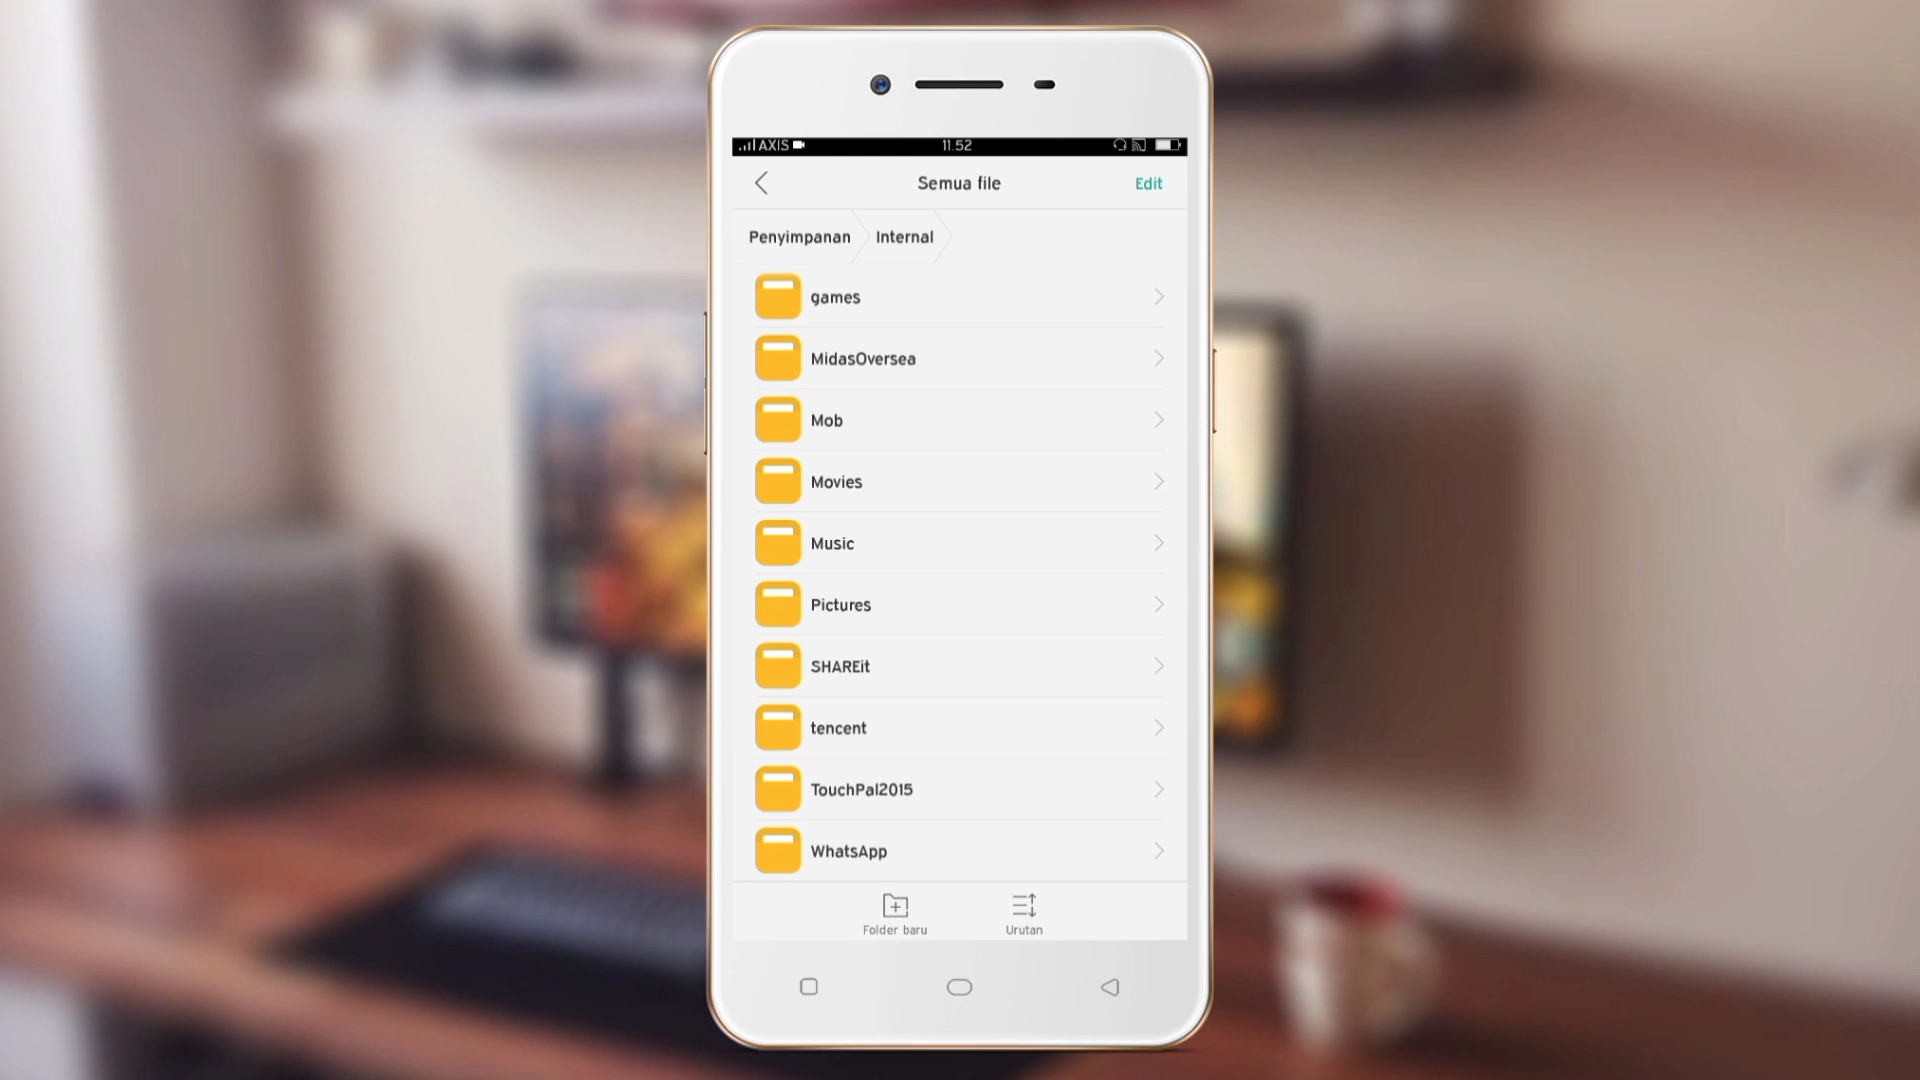 AXIS 11.52
Semua file Edit
Penyimpanan Internal
games
MidasOversea
Mob
Movies
Music
Pictures
SHAREit
tencent
TouchPal2015
WhatsApp
Folder baru Urutan